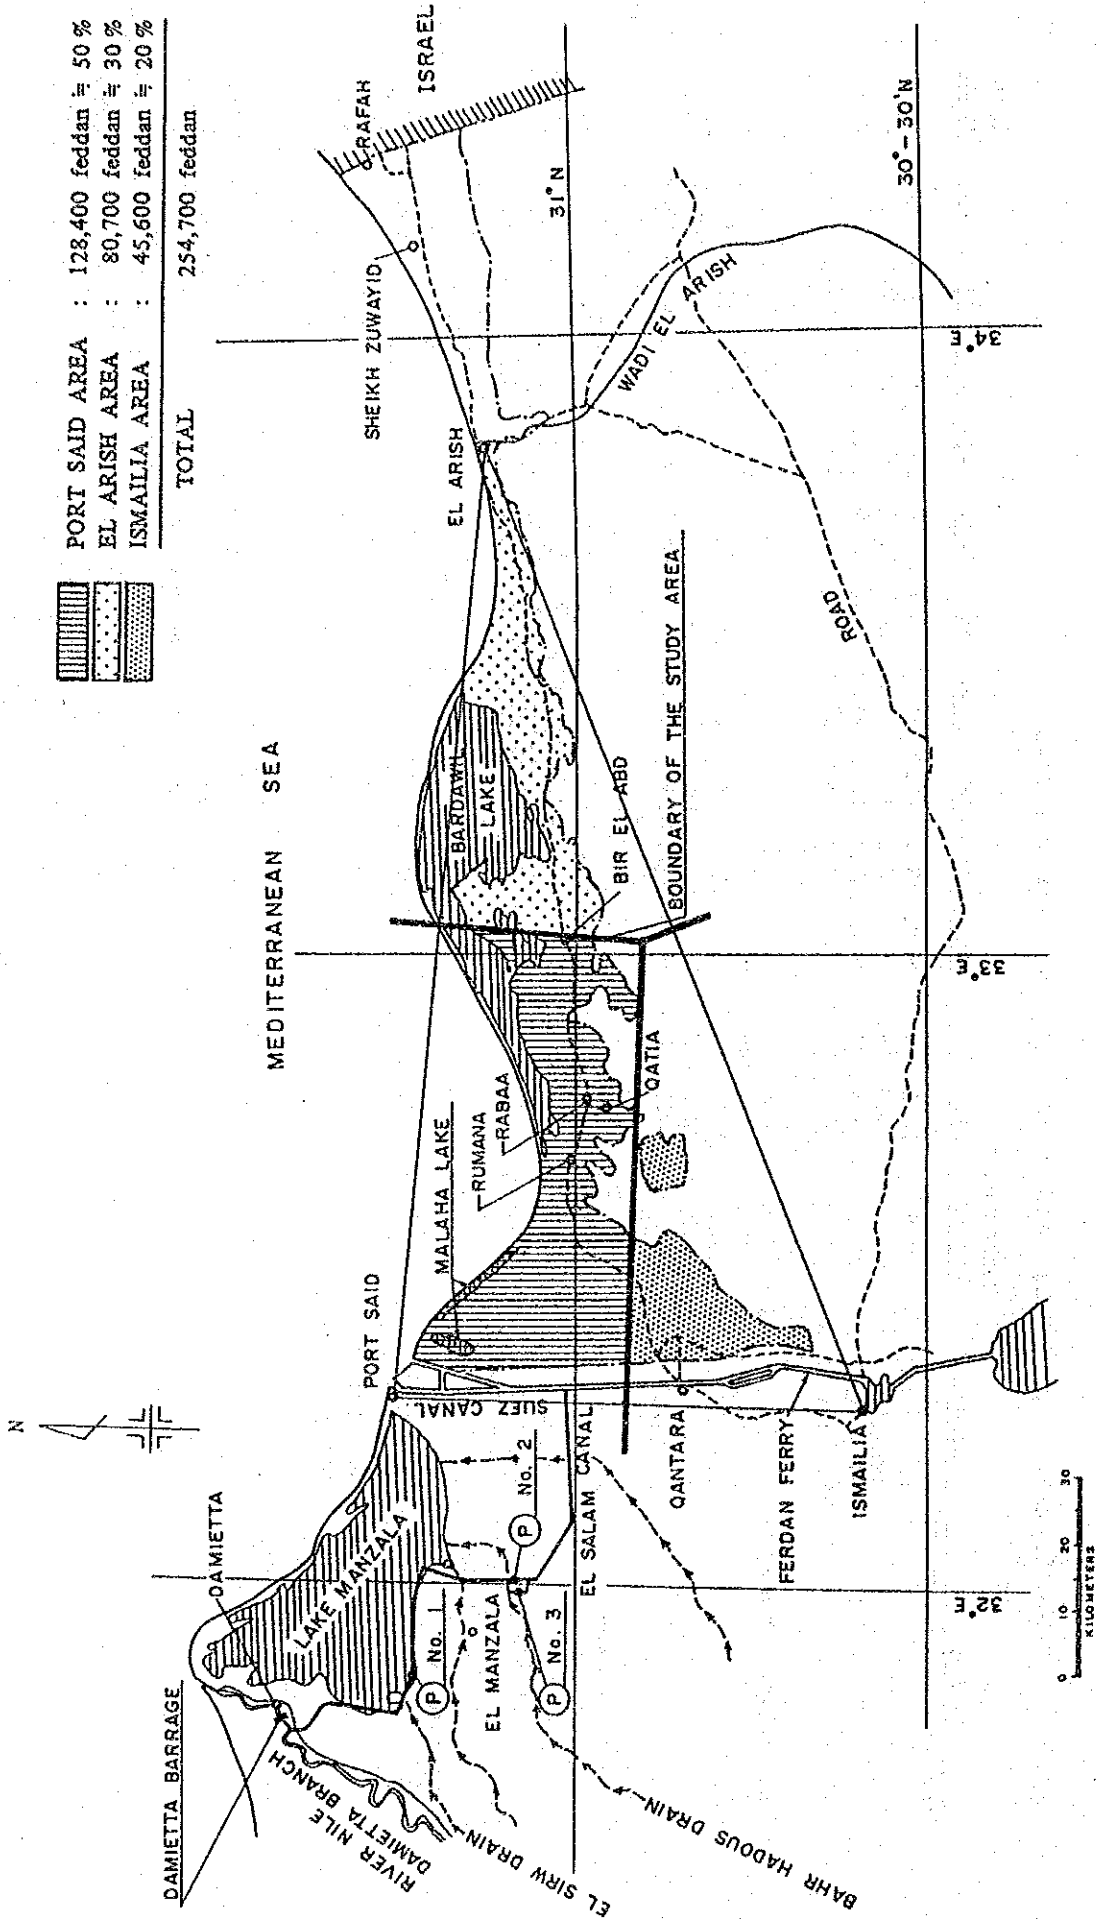 PORT SAID AREA : 128,400 feddan ≒ 50 %
EL ARISH AREA : 80,700 feddan ≒ 30 %
ISMAILIA AREA : 45,600 feddan ≒ 20 %
TOTAL 254,700 feddan
N
MEDITERRANEAN SEA
DAMIETTA BARRAGE
DAMIETTA
LAKE MANZALA
RIVER NILE
DAMIETTA BRANCH
EL SIRW DRAIN
BAHR HADOUS DRAIN
P No. 1
EL MANZALA
P No. 2
P No. 3
EL SALAM CANAL
SUEZ CANAL
PORT SAID
MALAHA LAKE
RUMANA
RABAA
QATIA
BARDAWIL
LAKE
BIR EL ABD
BOUNDARY OF THE STUDY AREA
EL ARISH
SHEIKH ZUWAYID
RAFAH
ISRAEL
WADI EL ARISH
ROAD
QANTARA
FERDAN FERRY
ISMAILIA
31° N
30°-30'N
32°E
33°E
34°E
0 10 20 30
KILOMETERS